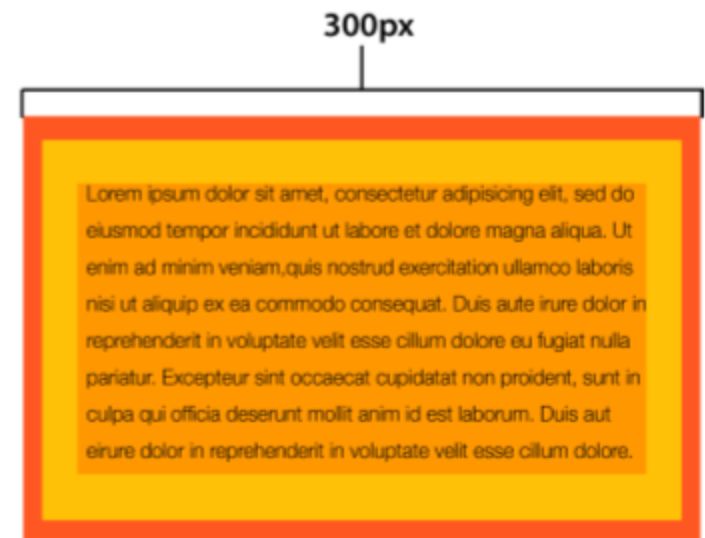 300px
Lorem ipsum dolor sit amet, consectetur adipisicing elit, sed do
eiusmod tempor incididunt ut labore et dolore magna aliqua. Ut
enim ad minim veniam,quis nostrud exercitation ullamco laboris
nisi ut aliquip ex ea commodo consequat. Duis aute irure dolor in
reprehenderit in voluptate velit esse cillum dolore eu fugiat nulla
pariatur. Excepteur sint occaecat cupidatat non proident, sunt in
culpa qui officia deserunt mollit anim id est laborum. Duis aut
eirure dolor in reprehenderit in voluptate velit esse cillum dolore.